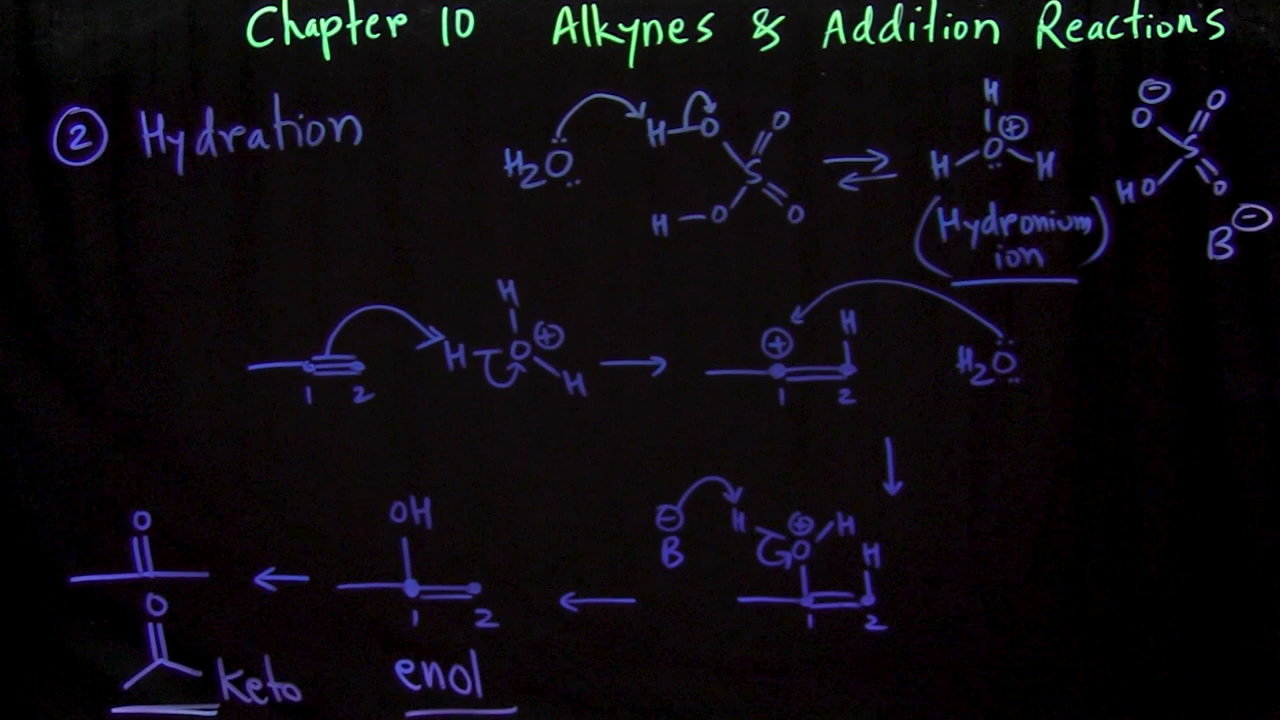 Chapter 10 Alkynes & Addition Reactions
② Hydration
H
⊖
O
O
H–O
O
⊕
H₂O
S
H O H
S
H–O
O
HO
O
(Hydronium ion)
⊖
B
H
⊕
H
H O
⊕
H
H₂O
1 2
1 2
OH
⊖
H
⊕
H
O
B
O
H
1 2
1 2
O
Keto
enol